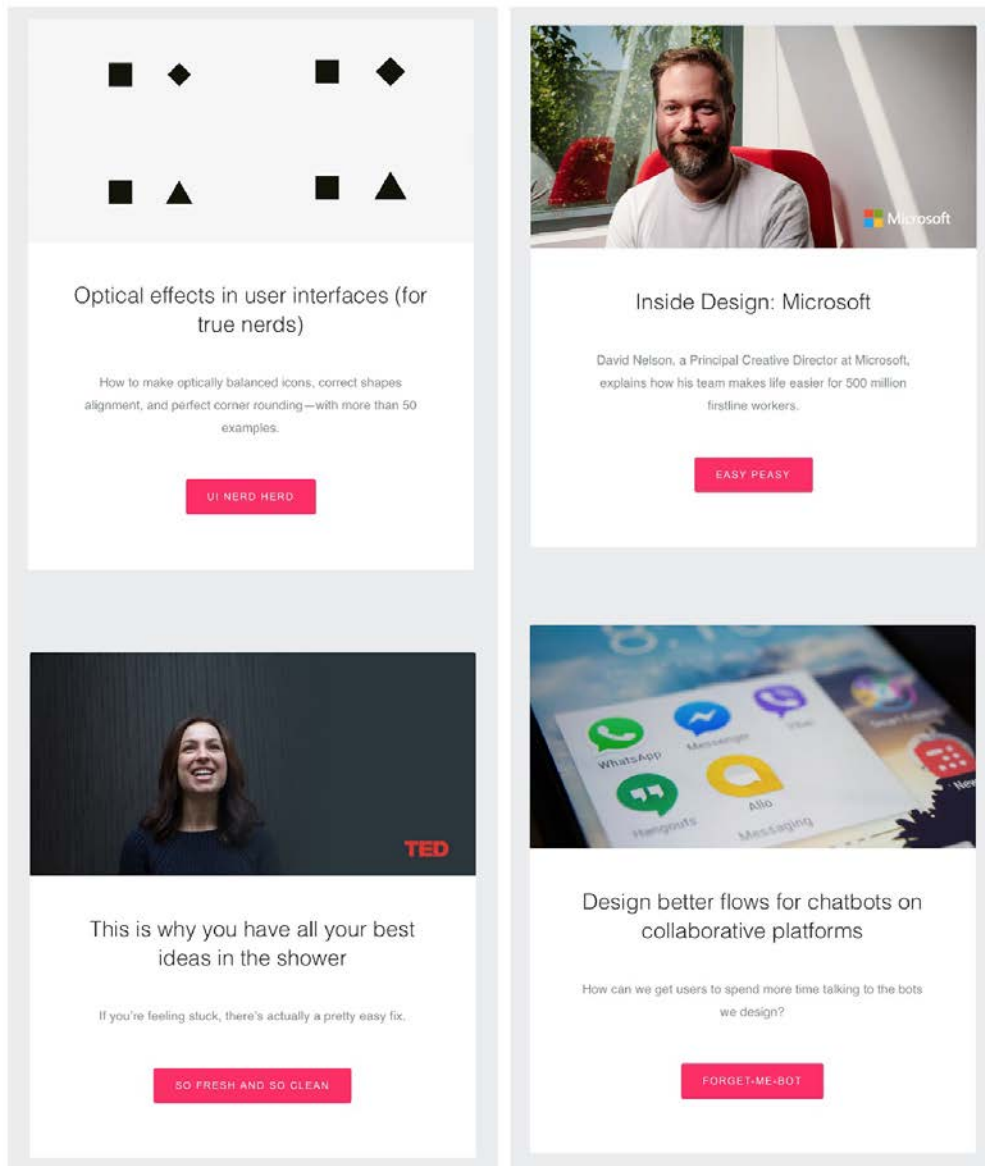 Optical effects in user interfaces (for
true nerds)
How to make optically balanced icons, correct shapes
alignment, and perfect corner rounding—with more than 50
examples.
UI NERD HERD
TED
This is why you have all your best
ideas in the shower
If you're feeling stuck, there's actually a pretty easy fix.
SO FRESH AND SO CLEAN
Microsoft
Inside Design: Microsoft
David Nelson, a Principal Creative Director at Microsoft,
explains how his team makes life easier for 500 million
firstline workers.
EASY PEASY
WhatsApp
Messenger
Viber
Hangouts
Allo
Messaging
Design better flows for chatbots on
collaborative platforms
How can we get users to spend more time talking to the bots
we design?
FORGET-ME-BOT